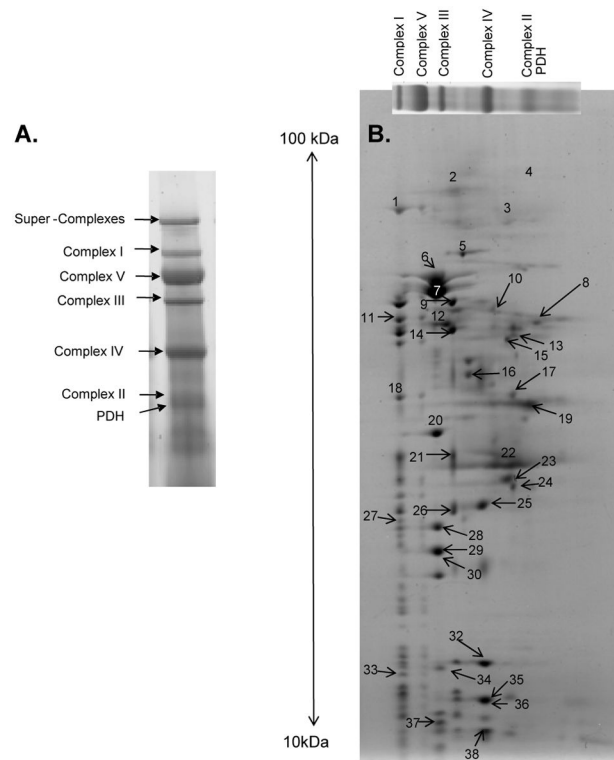 Complex I
Complex V
Complex III
Complex IV
Complex II
PDH
A.
100 kDa
B.
Super-Complexes
Complex I
Complex V
Complex III
Complex IV
Complex II
PDH
10kDa
4
2
1
3
5
6
7
10
8
9
11
12
13
14
15
16
17
18
19
20
21
22
23
24
25
26
27
28
29
30
32
33
34
35
36
37
38